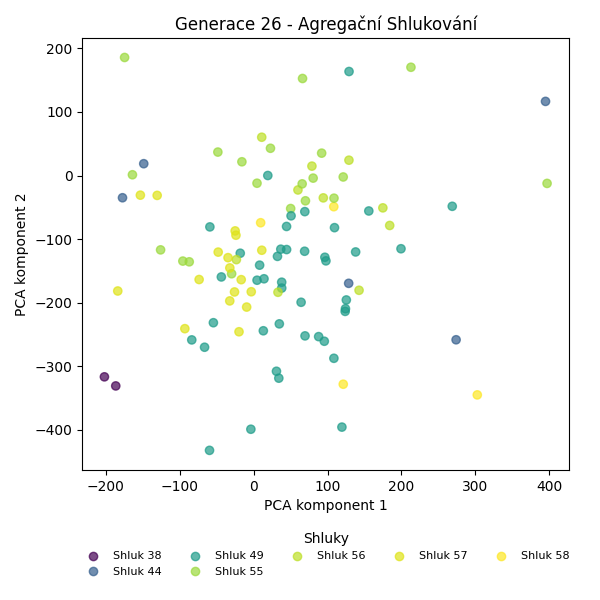 Generace 26 - Agregační Shlukování
200
100
0
−100
−200
−300
−400
PCA komponent 2
−200 −100 0 100 200 300 400
PCA komponent 1
Shluky
Shluk 38 Shluk 49 Shluk 56 Shluk 57 Shluk 58
Shluk 44 Shluk 55